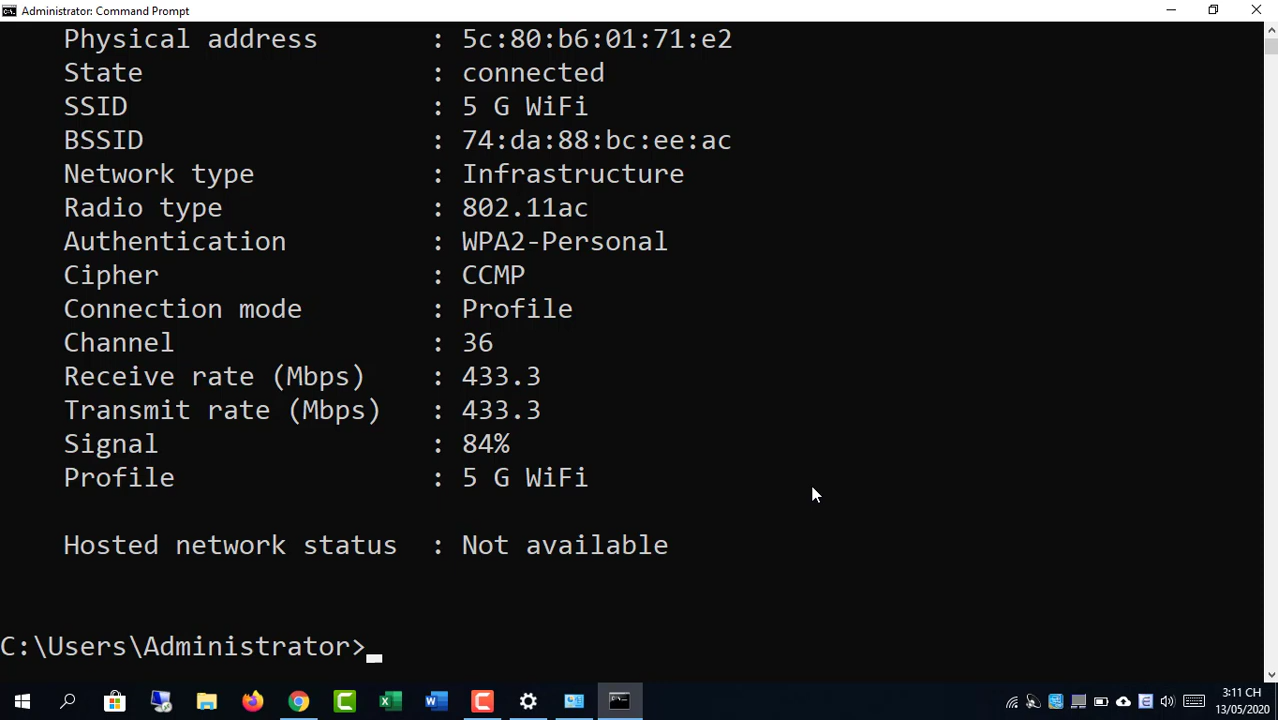 Administrator: Command Prompt
Physical address : 5c:80:b6:01:71:e2
State : connected
SSID : 5 G WiFi
BSSID : 74:da:88:bc:ee:ac
Network type : Infrastructure
Radio type : 802.11ac
Authentication : WPA2-Personal
Cipher : CCMP
Connection mode : Profile
Channel : 36
Receive rate (Mbps) : 433.3
Transmit rate (Mbps) : 433.3
Signal : 84%
Profile : 5 G WiFi
Hosted network status : Not available
C:\Users\Administrator>_
3:11 CH
13/05/2020